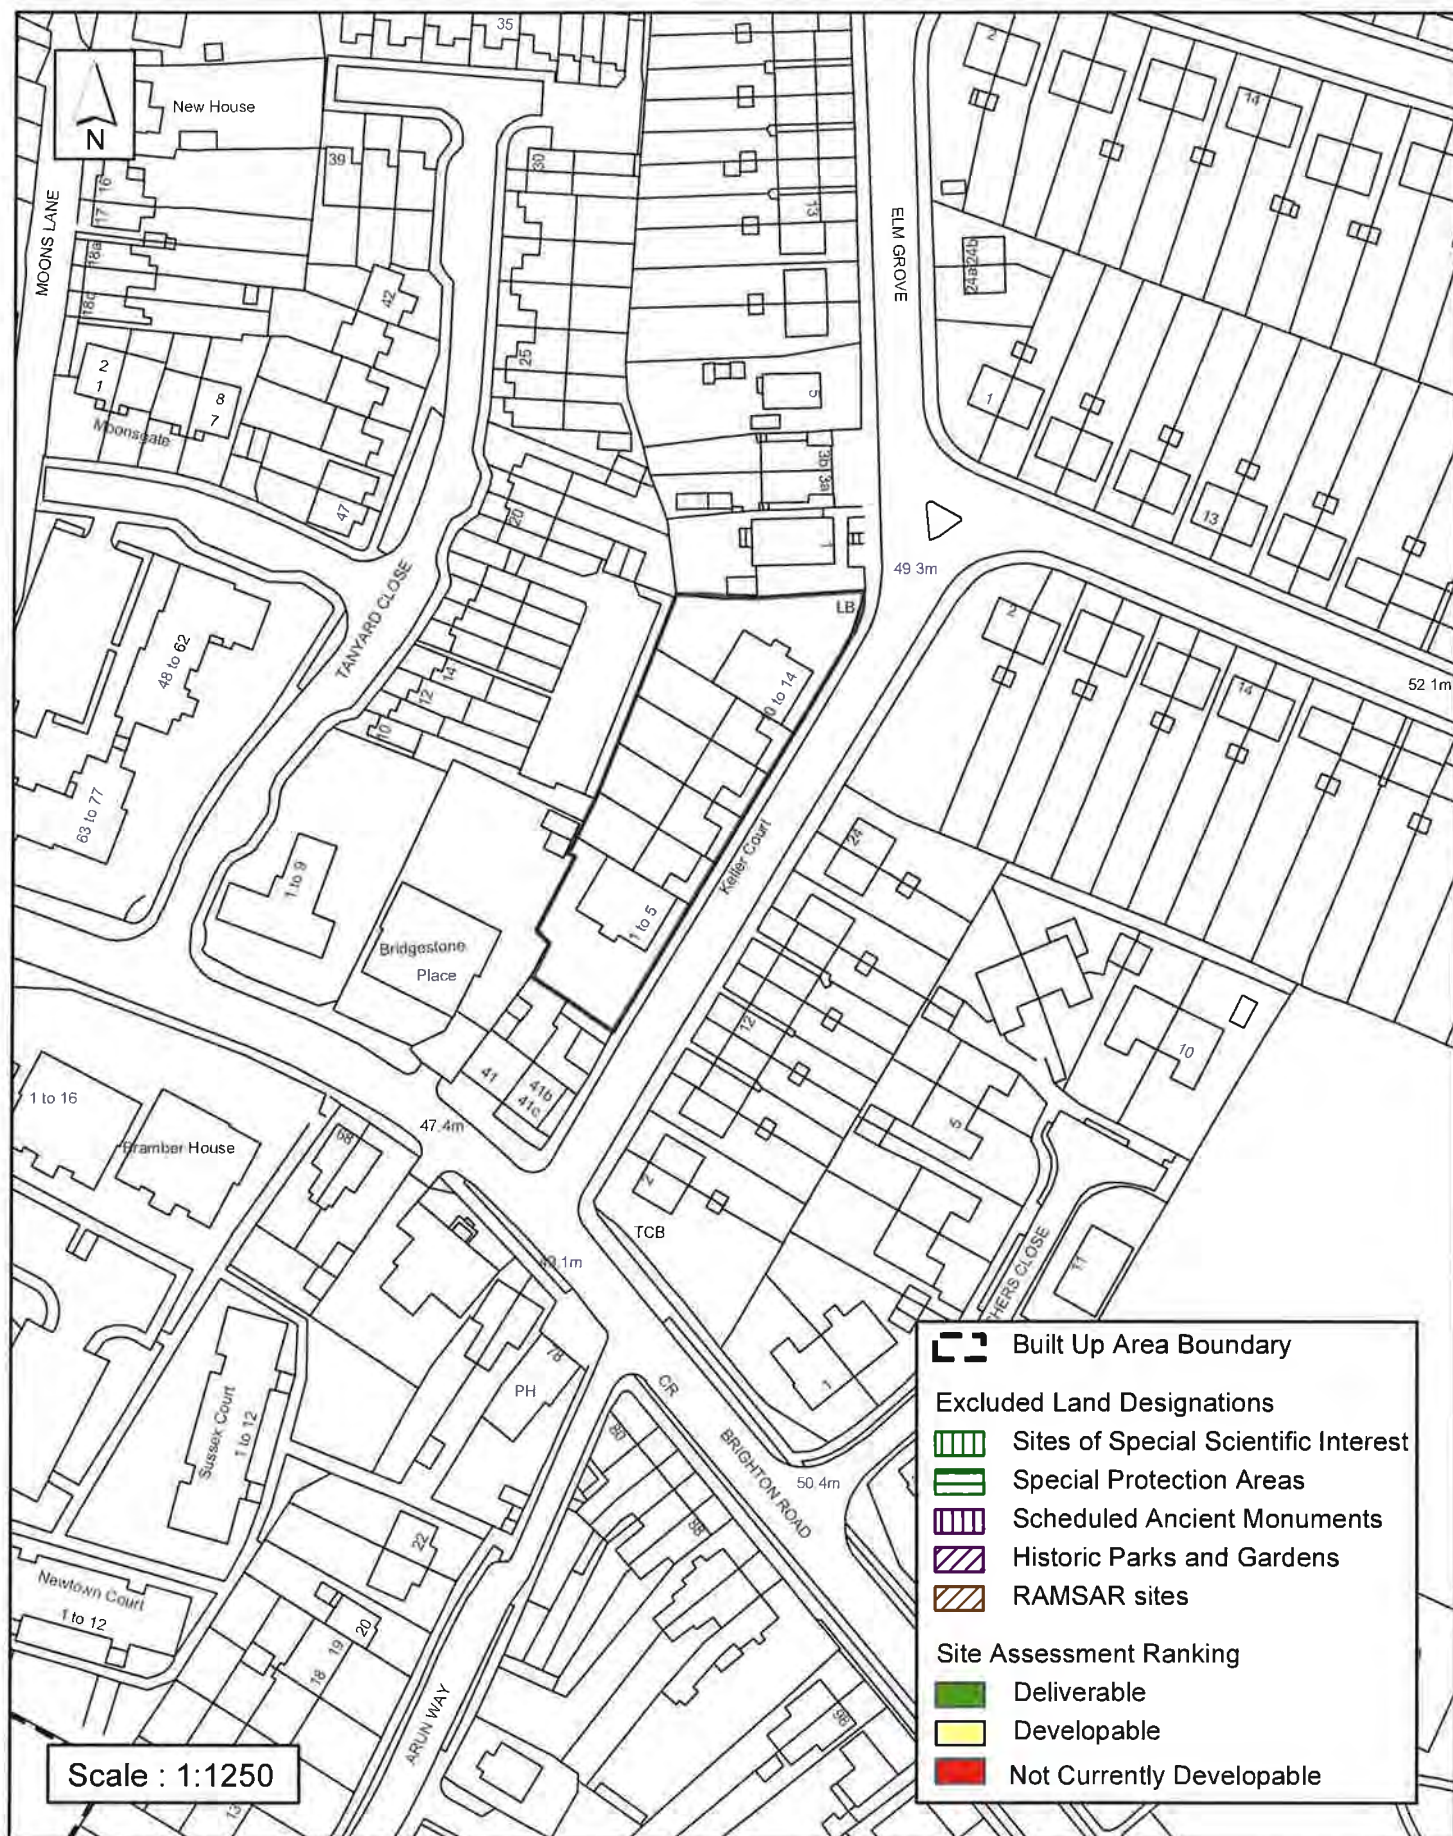 35
2
New House
14
N
39
30
16
MOONS LANE
17
13
ELM GROVE
18a
24a 24b
18c
42
25
2
1
8
7
5
1
Moonsgate
3b
3a
47
20
13
1
49 3m
TANYARD CLOSE
LB
2
48 to 62
14
52 1m
14
12
10
0 to 14
63 to 77
Keller Court
24
1 to 9
1 to 5
Bridgestone
Place
12
10
41
41b
41c
1 to 16
47.4m
68
Bramber House
5
2
TCB
49.1m
11
CHERS CLOSE
78
PH
1
CR
80
BRIGHTON ROAD
Sussex Court
1 to 12
50.4m
88
22
Newtown Court
1 to 12
20
19
18
ARUN WAY
98
13
Scale : 1:1250
Built Up Area Boundary
Excluded Land Designations
Sites of Special Scientific Interest
Special Protection Areas
Scheduled Ancient Monuments
Historic Parks and Gardens
RAMSAR sites
Site Assessment Ranking
Deliverable
Developable
Not Currently Developable